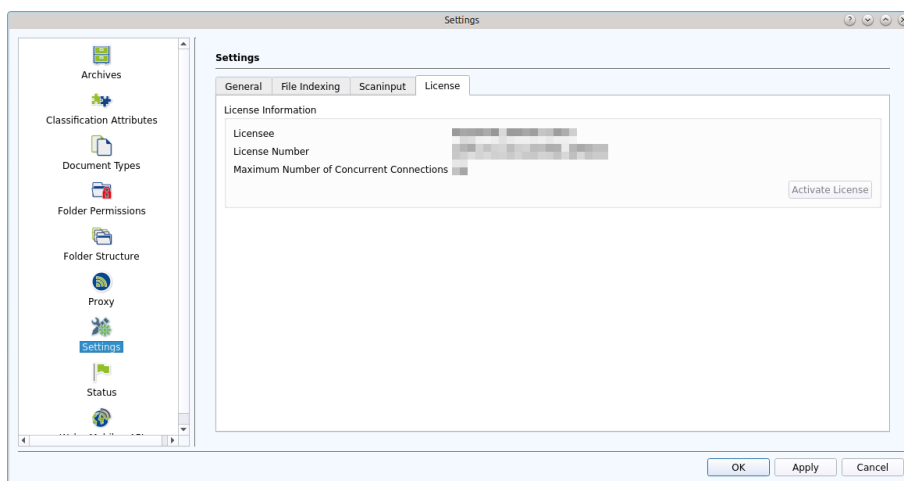 Settings
Archives
Classification Attributes
Document Types
Folder Permissions
Folder Structure
Proxy
Settings
Status
Settings
General File Indexing Scaninput License
License Information
Licensee
License Number
Maximum Number of Concurrent Connections
Activate License
OK Apply Cancel